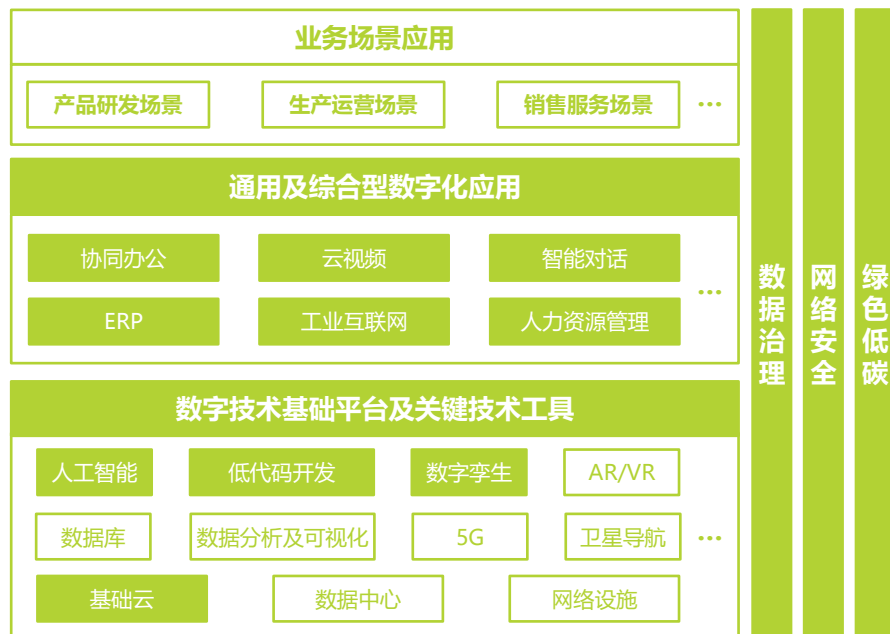 业务场景应用
产品研发场景
生产运营场景
销售服务场景
...
通用及综合型数字化应用
协同办公
云视频
智能对话
ERP
工业互联网
人力资源管理
...
数字技术基础平台及关键技术工具
人工智能
低代码开发
数字孪生
AR/VR
数据库
数据分析及可视化
5G
卫星导航
...
基础云
数据中心
网络设施
数据治理
网络安全
绿色低碳